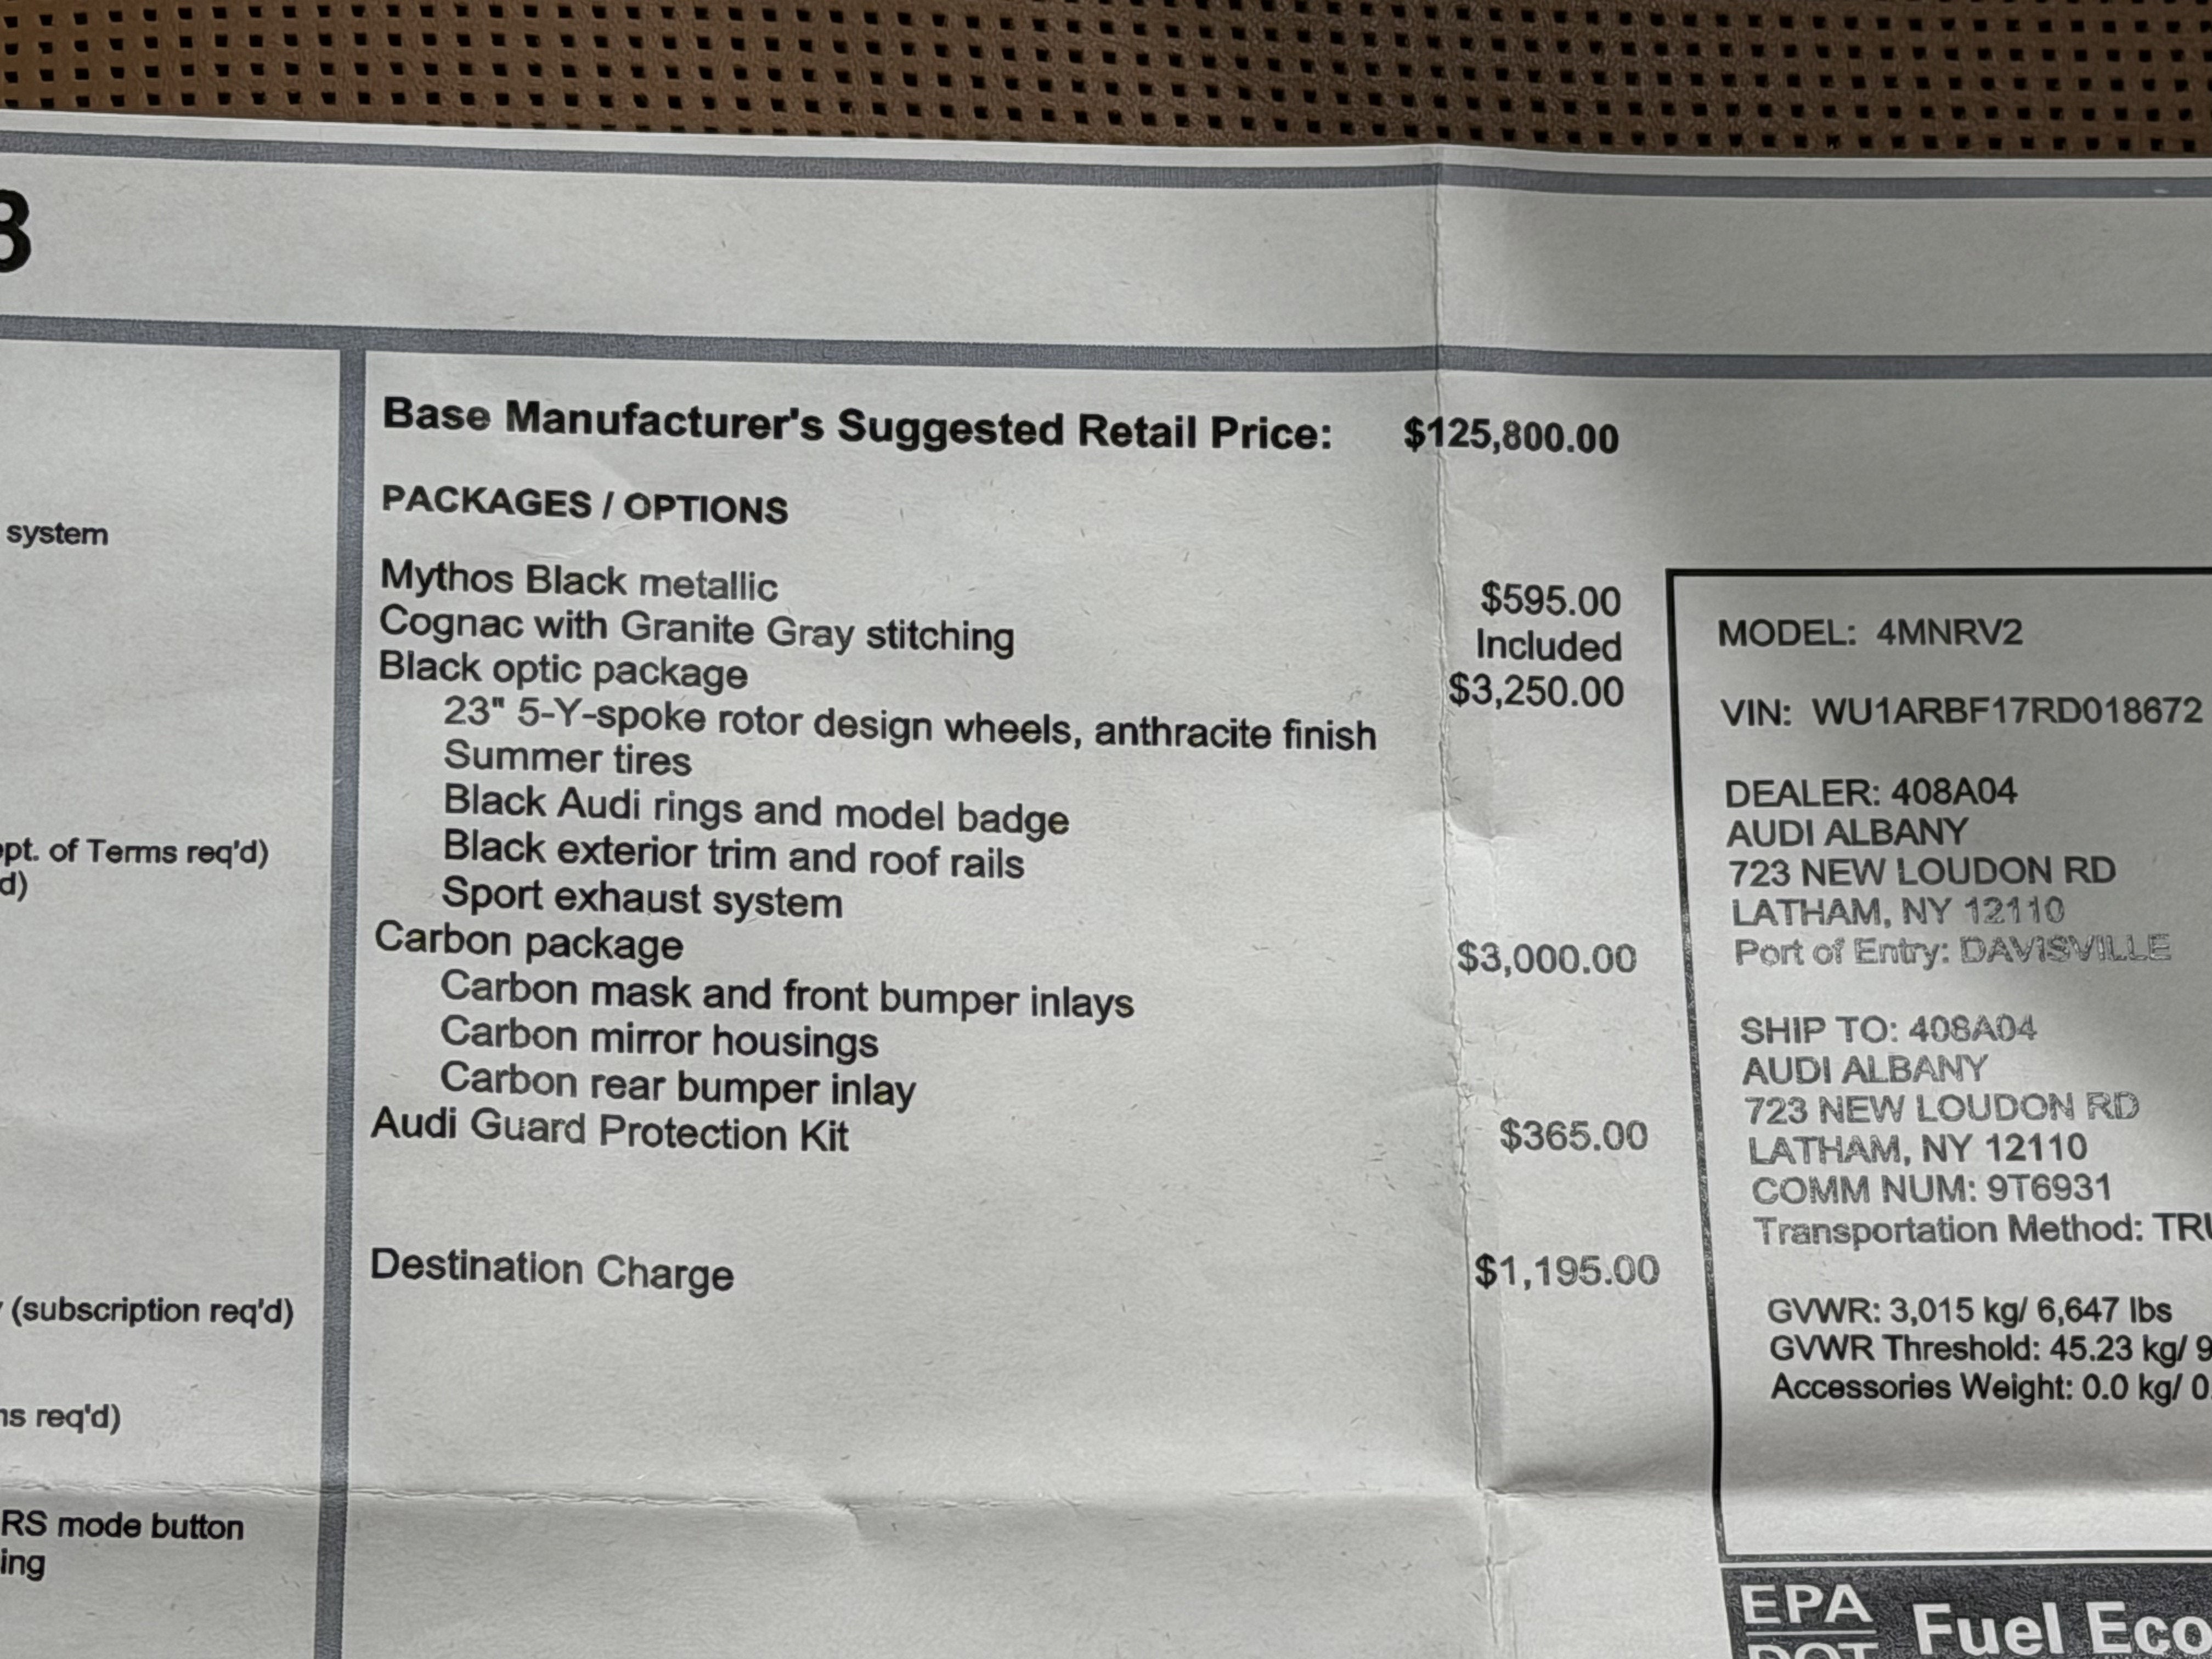 8
system
pt. of Terms req'd)
d)
(subscription req'd)
ns req'd)
RS mode button
ing
Base Manufacturer's Suggested Retail Price: $125,800.00
PACKAGES / OPTIONS
Mythos Black metallic $595.00
Cognac with Granite Gray stitching Included
Black optic package $3,250.00
23" 5-Y-spoke rotor design wheels, anthracite finish
Summer tires
Black Audi rings and model badge
Black exterior trim and roof rails
Sport exhaust system
Carbon package $3,000.00
Carbon mask and front bumper inlays
Carbon mirror housings
Carbon rear bumper inlay
Audi Guard Protection Kit $365.00
Destination Charge $1,195.00
MODEL: 4MNRV2
VIN: WU1ARBF17RD018672
DEALER: 408A04
AUDI ALBANY
723 NEW LOUDON RD
LATHAM, NY 12110
Port of Entry: DAVISVILLE
SHIP TO: 408A04
AUDI ALBANY
723 NEW LOUDON RD
LATHAM, NY 12110
COMM NUM: 9T6931
Transportation Method: TRU
GVWR: 3,015 kg/ 6,647 lbs
GVWR Threshold: 45.23 kg/ 9
Accessories Weight: 0.0 kg/ 0.
EPA
DOT
Fuel Eco